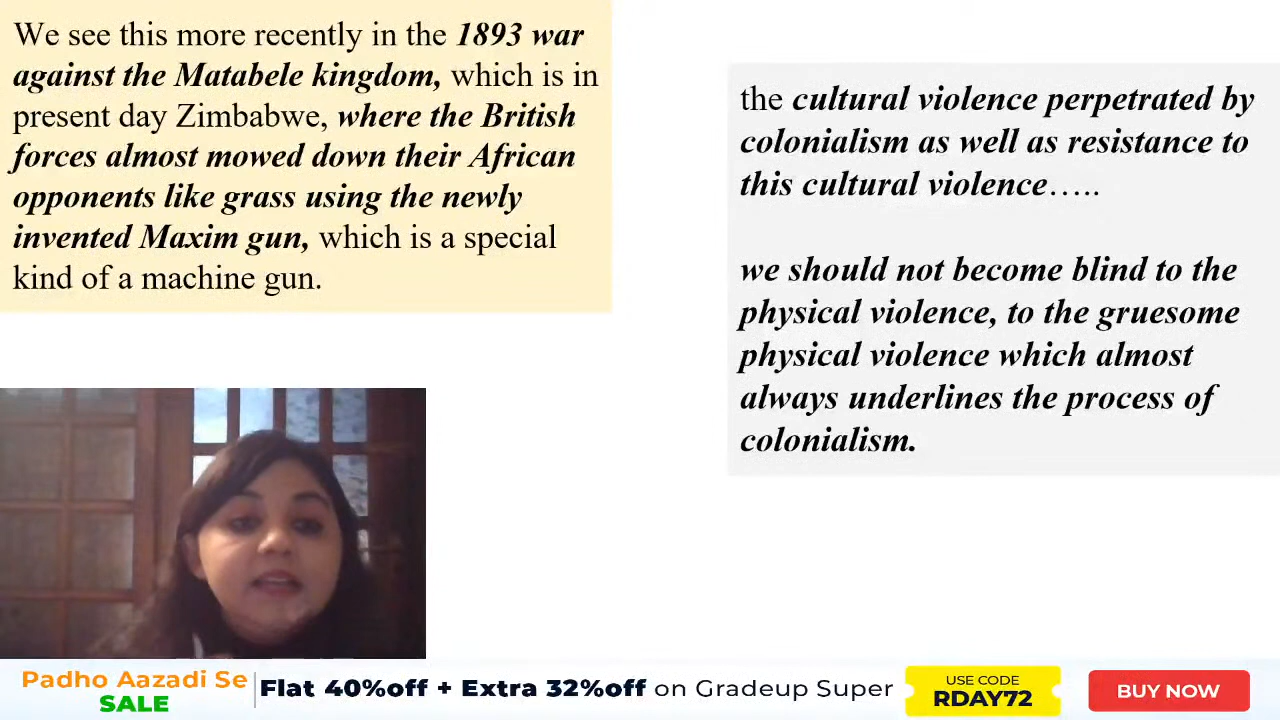 We see this more recently in the 1893 war
against the Matabele kingdom, which is in
present day Zimbabwe, where the British
forces almost mowed down their African
opponents like grass using the newly
invented Maxim gun, which is a special
kind of a machine gun.
the cultural violence perpetrated by
colonialism as well as resistance to
this cultural violence…..
we should not become blind to the
physical violence, to the gruesome
physical violence which almost
always underlines the process of
colonialism.
Padho Aazadi Se
SALE
Flat 40%off + Extra 32%off on Gradeup Super
USE CODE
RDAY72
BUY NOW